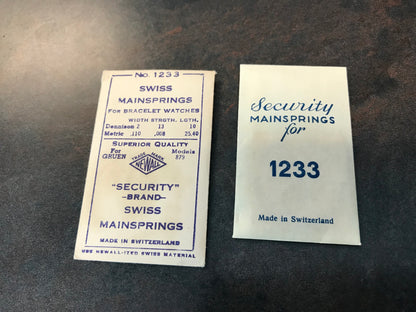 No. 1233
SWISS
MAINSPRINGS
FOR BRACELET WATCHES
WIDTH STRGTH. LGTH.
Dennison 2 13 10
Metric .110 .008 25.40
SUPERIOR QUALITY
For Models
GRUEN 879
TRADE MARK
NEWALL
"SECURITY"
BRAND
SWISS
MAINSPRINGS
MADE IN SWITZERLAND
USE NEWALL-IZED SWISS MATERIAL
Security
MAINSPRINGS
for
1233
Made in Switzerland